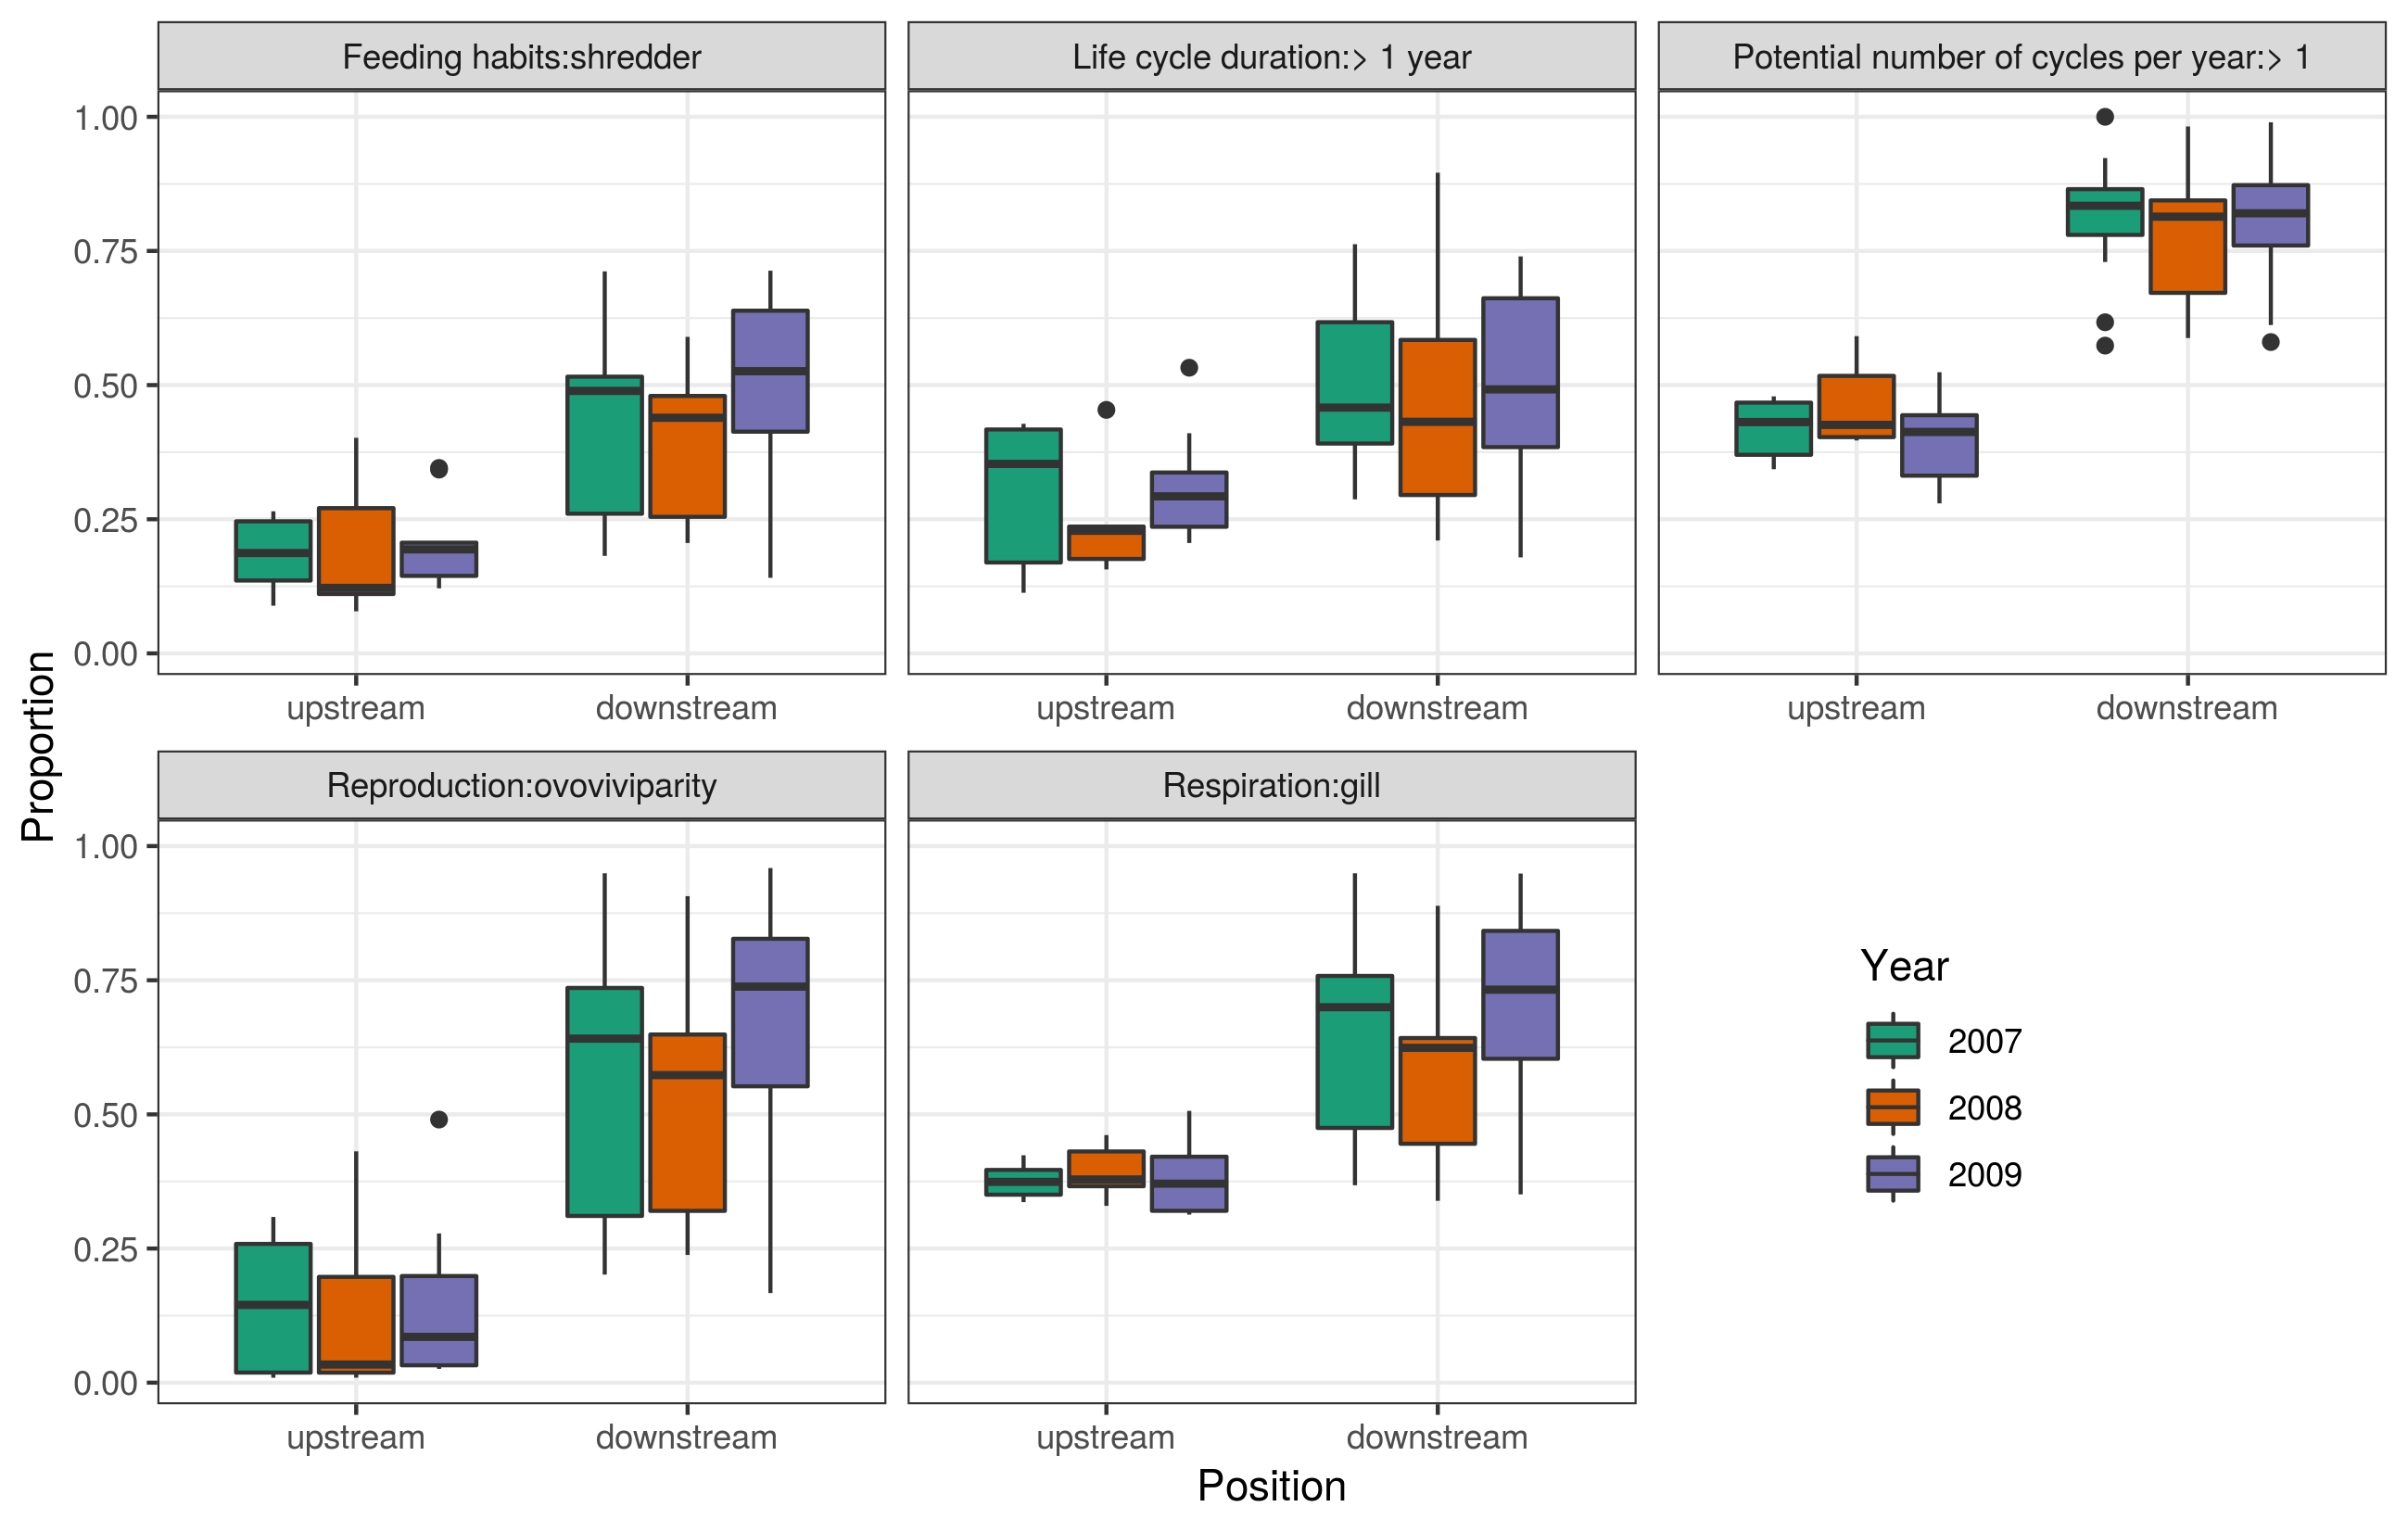 Feeding habits:shredder
Life cycle duration:> 1 year
Potential number of cycles per year:> 1
1.00
0.75
0.50
0.25
0.00
upstream downstream
upstream downstream
upstream downstream
Proportion
Reproduction:ovoviviparity
Respiration:gill
1.00
0.75
0.50
0.25
0.00
upstream downstream
upstream downstream
Position
Year
2007
2008
2009